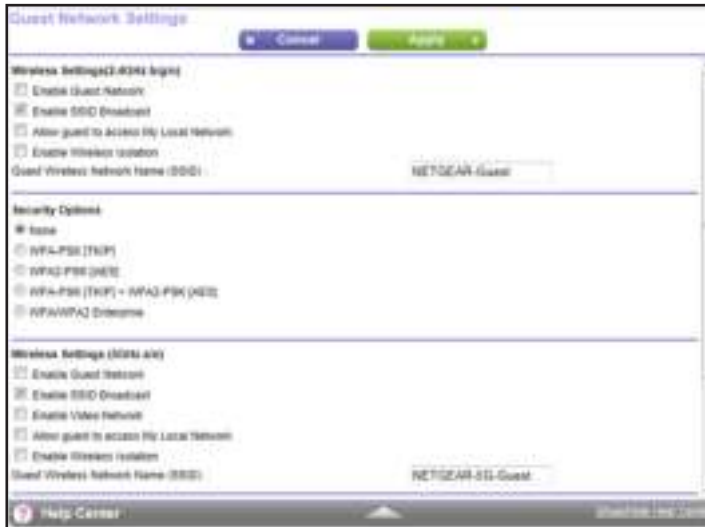 Guest Network Settings
Cancel
Apply
Wireless Settings(2.4GHz b/g/n)
Enable Guest Network
Enable SSID Broadcast
Allow guest to access My Local Network
Enable Wireless Isolation
Guest Wireless Network Name (SSID)
NETGEAR-Guest
Security Options
None
WPA-PSK [TKIP]
WPA2-PSK [AES]
WPA-PSK [TKIP] + WPA2-PSK [AES]
WPA/WPA2 Enterprise
Wireless Settings (5GHz a/n)
Enable Guest Network
Enable SSID Broadcast
Enable Video Network
Allow guest to access My Local Network
Enable Wireless Isolation
Guest Wireless Network Name (SSID)
NETGEAR-5G-Guest
Help Center
Show/Hide Help Center